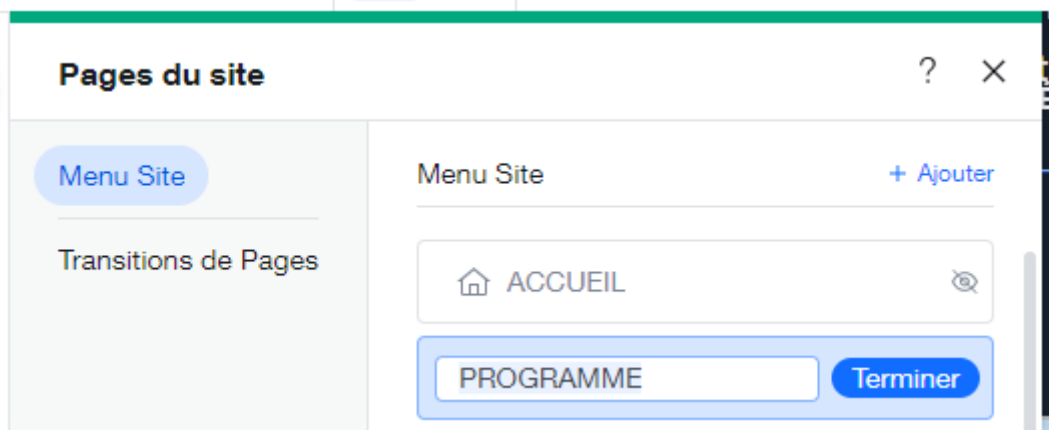 Pages du site
?
Menu Site
Transitions de Pages
Menu Site
+ Ajouter
ACCUEIL
PROGRAMME
Terminer